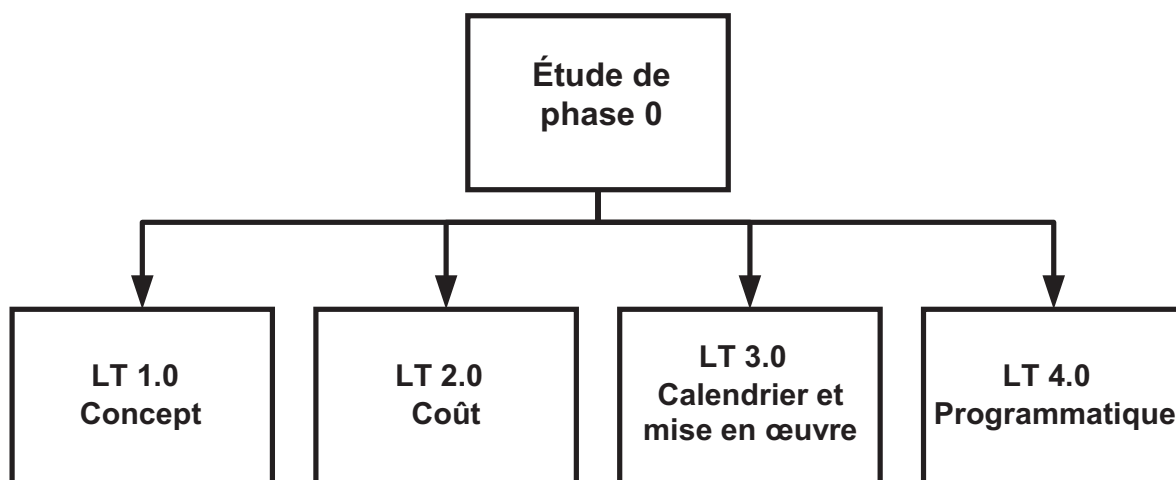 Étude de
phase 0
LT 1.0
Concept
LT 2.0
Coût
LT 3.0
Calendrier et
mise en œuvre
LT 4.0
Programmatique